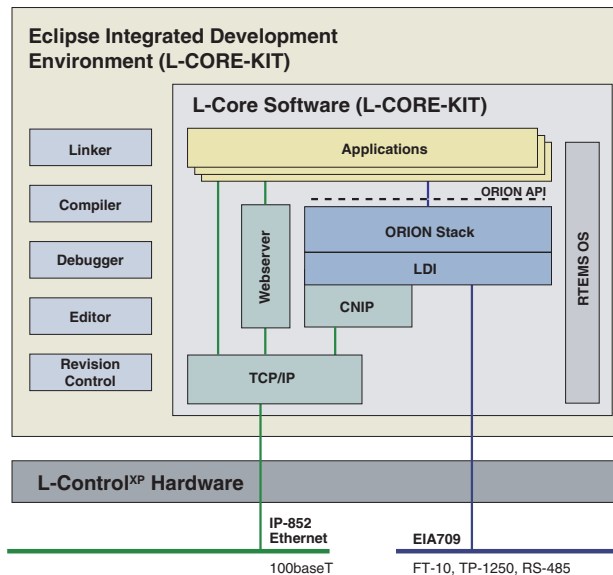 Eclipse Integrated Development
Environment (L-CORE-KIT)
L-Core Software (L-CORE-KIT)
Linker
Compiler
Debugger
Editor
Revision
Control
Applications
ORION API
Webserver
ORION Stack
LDI
CNIP
TCP/IP
RTEMS OS
L-Control^XP Hardware
IP-852
Ethernet
100baseT
EIA709
FT-10, TP-1250, RS-485